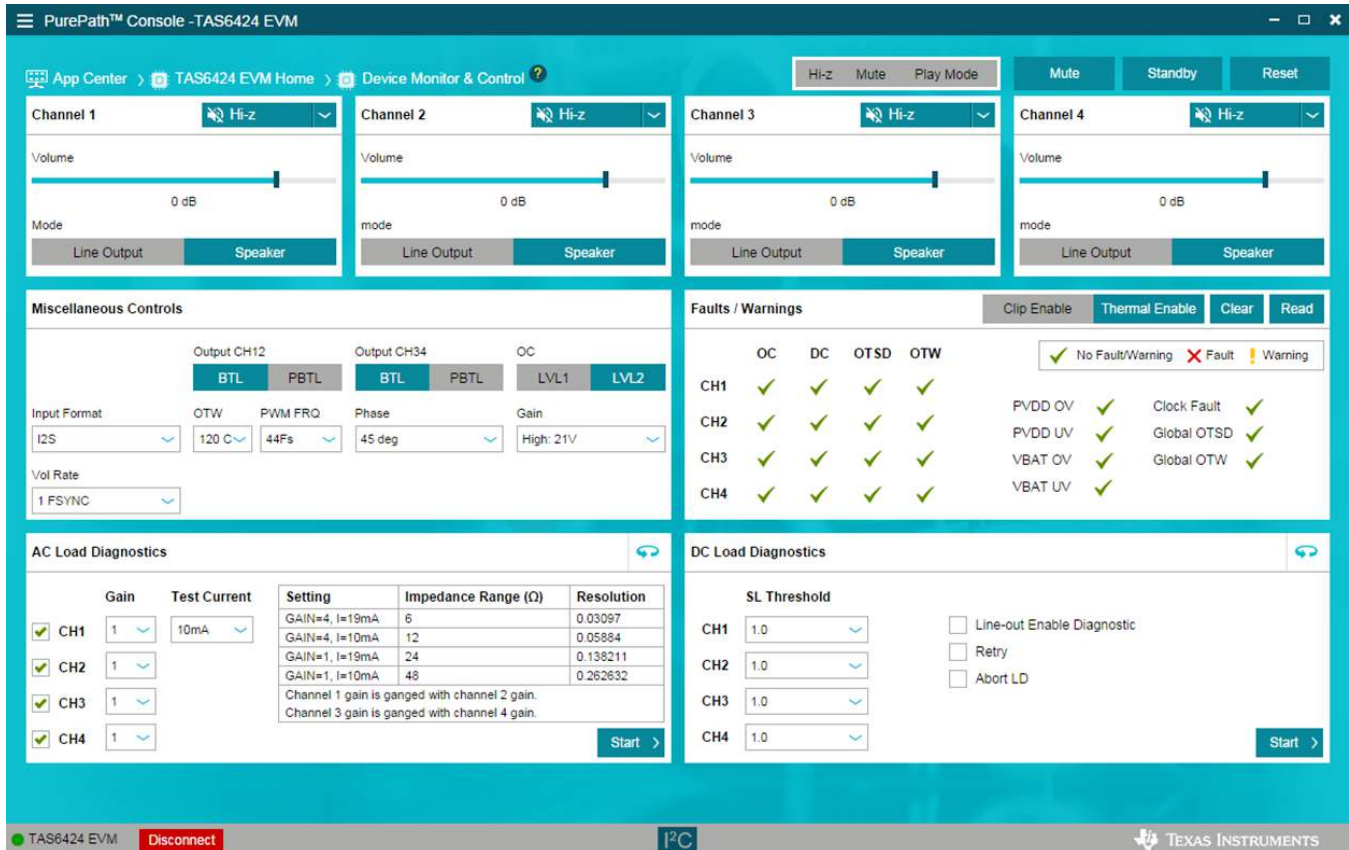 PurePath™ Console -TAS6424 EVM
App Center > TAS6424 EVM Home > Device Monitor & Control ?
Hi-z Mute Play Mode
Mute Standby Reset
Channel 1 Hi-z
Volume
0 dB
Mode
Line Output Speaker
Channel 2 Hi-z
Volume
0 dB
mode
Line Output Speaker
Channel 3 Hi-z
Volume
0 dB
mode
Line Output Speaker
Channel 4 Hi-z
Volume
0 dB
mode
Line Output Speaker
Miscellaneous Controls
Output CH12 Output CH34 OC
BTL PBTL BTL PBTL LVL1 LVL2
Input Format OTW PWM FRQ Phase Gain
I2S 120 C 44Fs 45 deg High: 21V
Vol Rate
1 FSYNC
Faults / Warnings Clip Enable Thermal Enable Clear Read
OC DC OTSD OTW
No Fault/Warning Fault Warning
CH1
CH2
CH3
CH4
PVDD OV Clock Fault
PVDD UV Global OTSD
VBAT OV Global OTW
VBAT UV
AC Load Diagnostics
Gain Test Current
CH1 1 10mA
CH2 1
CH3 1
CH4 1
Setting Impedance Range (Ω) Resolution
GAIN=4, I=19mA 6 0.03097
GAIN=4, I=10mA 12 0.05884
GAIN=1, I=19mA 24 0.138211
GAIN=1, I=10mA 48 0.262632
Channel 1 gain is ganged with channel 2 gain.
Channel 3 gain is ganged with channel 4 gain.
Start >
DC Load Diagnostics
SL Threshold
CH1 1.0
CH2 1.0
CH3 1.0
CH4 1.0
Line-out Enable Diagnostic
Retry
Abort LD
Start >
TAS6424 EVM Disconnect I²C TEXAS INSTRUMENTS